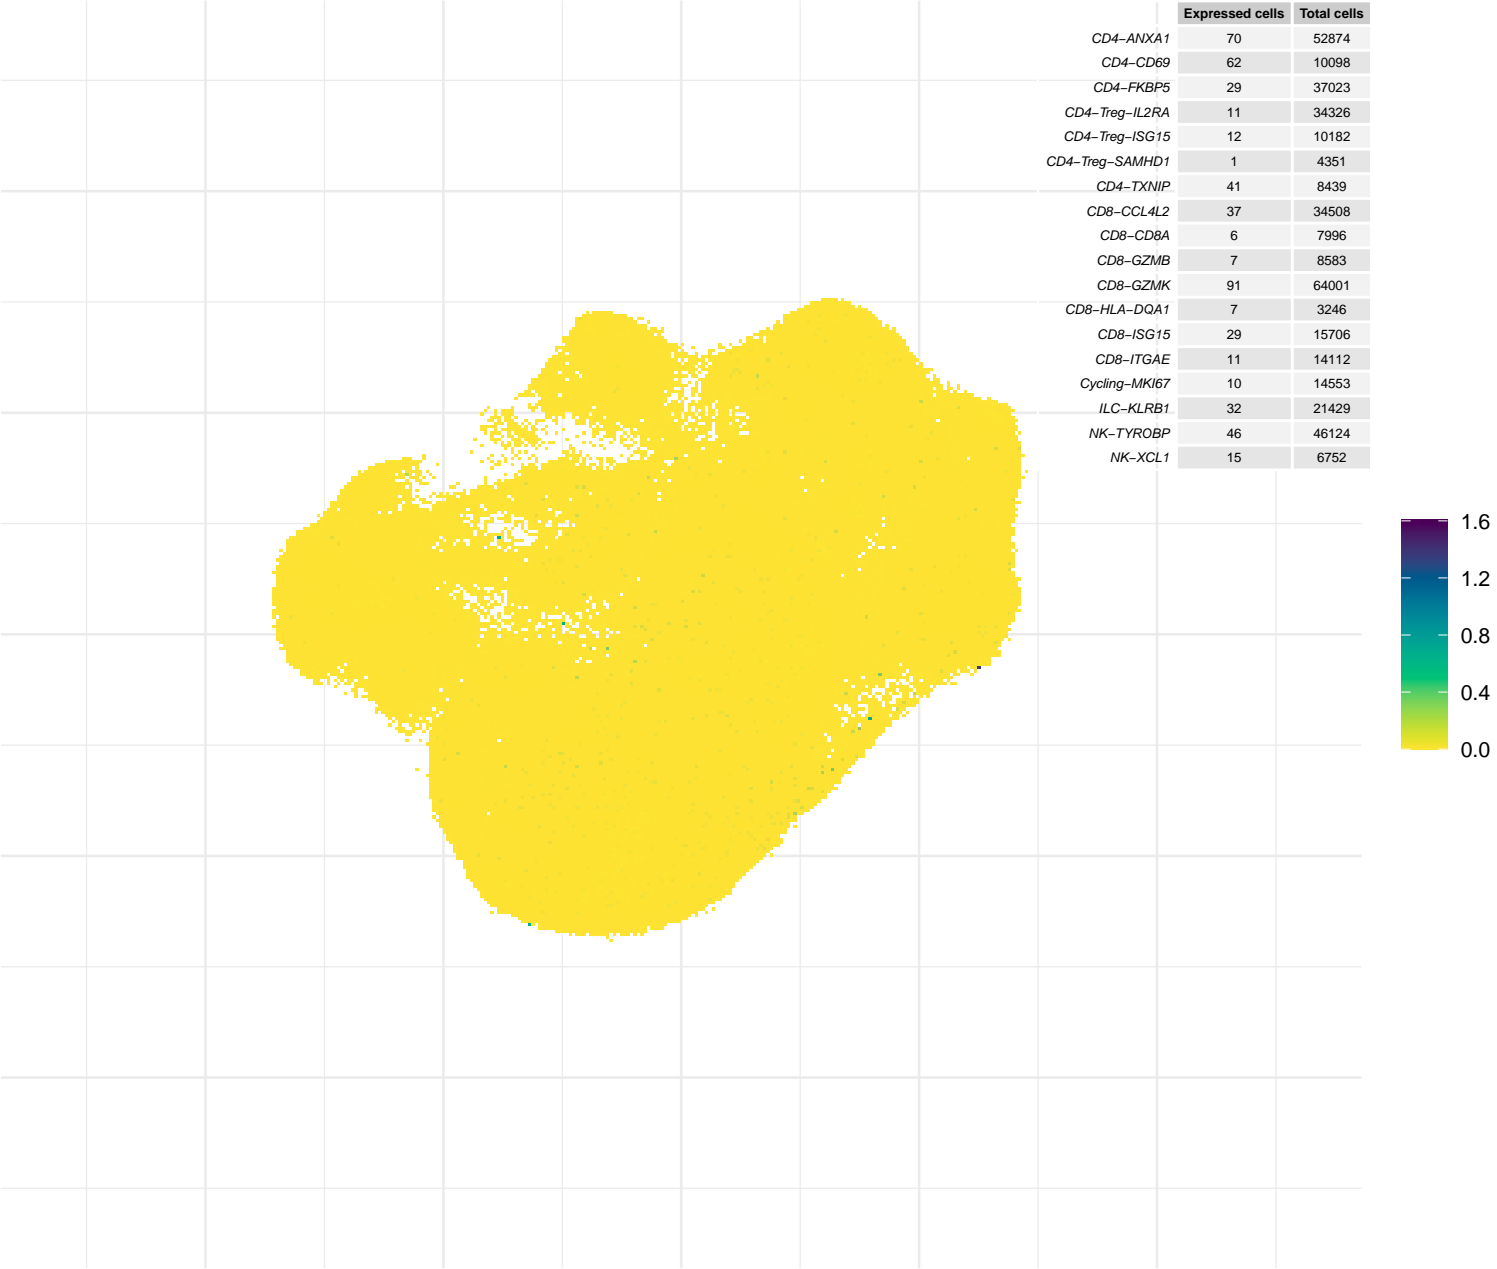 Expressed cells Total cells
CD4−ANXA1 70 52874
CD4−CD69 62 10098
CD4−FKBP5 29 37023
CD4−Treg−IL2RA 11 34326
CD4−Treg−ISG15 12 10182
CD4−Treg−SAMHD1 1 4351
CD4−TXNIP 41 8439
CD8−CCL4L2 37 34508
CD8−CD8A 6 7996
CD8−GZMB 7 8583
CD8−GZMK 91 64001
CD8−HLA−DQA1 7 3246
CD8−ISG15 29 15706
CD8−ITGAE 11 14112
Cycling−MKI67 10 14553
ILC−KLRB1 32 21429
NK−TYROBP 46 46124
NK−XCL1 15 6752
1.6
1.2
0.8
0.4
0.0